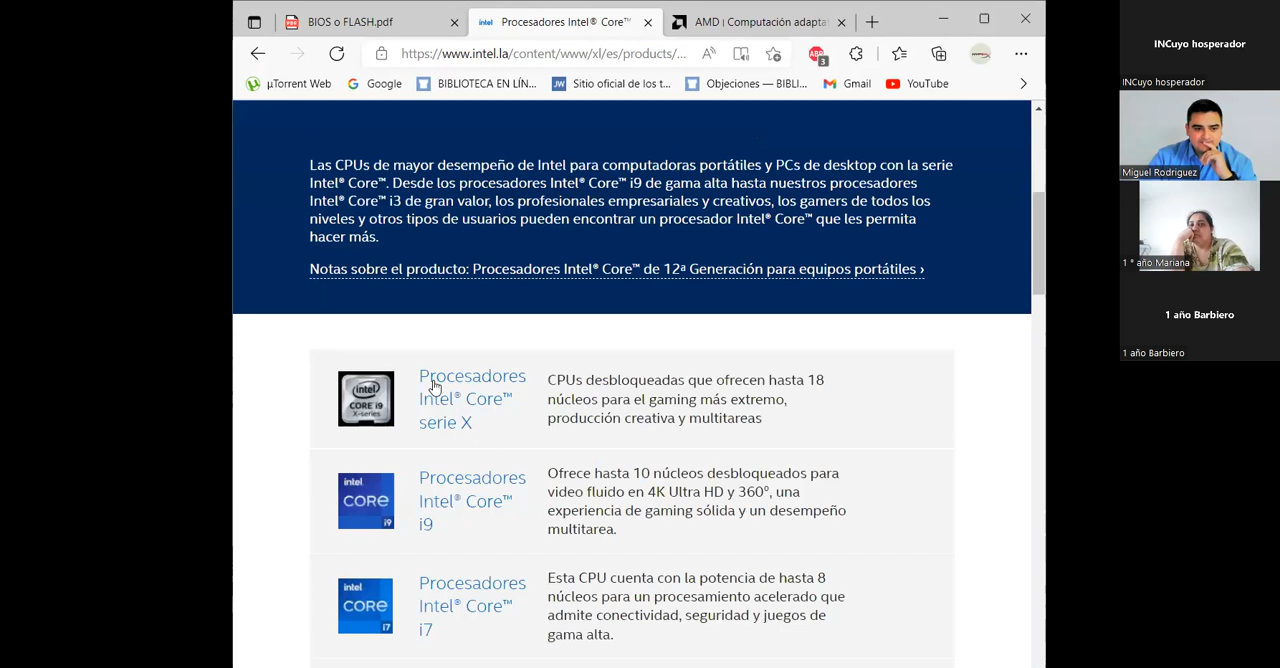 BIOS o FLASH.pdf
Procesadores Intel® Core™
AMD | Computación adapta
https://www.intel.la/content/www/xl/es/products/...
µTorrent Web
Google
BIBLIOTECA EN LÍN...
Sitio oficial de los t...
Objeciones — BIBLI...
Gmail
YouTube
Las CPUs de mayor desempeño de Intel para computadoras portátiles y PCs de desktop con la serie
Intel® Core™. Desde los procesadores Intel® Core™ i9 de gama alta hasta nuestros procesadores
Intel® Core™ i3 de gran valor, los profesionales empresariales y creativos, los gamers de todos los
niveles y otros tipos de usuarios pueden encontrar un procesador Intel® Core™ que les permita
hacer más.
Notas sobre el producto: Procesadores Intel® Core™ de 12ª Generación para equipos portátiles ›
intel
CORE i9
X-series
Procesadores
Intel® Core™
serie X
CPUs desbloqueadas que ofrecen hasta 18
núcleos para el gaming más extremo,
producción creativa y multitareas
intel
CORE
i9
Procesadores
Intel® Core™
i9
Ofrece hasta 10 núcleos desbloqueados para
video fluido en 4K Ultra HD y 360°, una
experiencia de gaming sólida y un desempeño
multitarea.
intel
CORE
i7
Procesadores
Intel® Core™
i7
Esta CPU cuenta con la potencia de hasta 8
núcleos para un procesamiento acelerado que
admite conectividad, seguridad y juegos de
gama alta.
INCuyo hosperador
INCuyo hosperador
Miguel Rodriguez
1 ° año Mariana
1 año Barbiero
1 año Barbiero